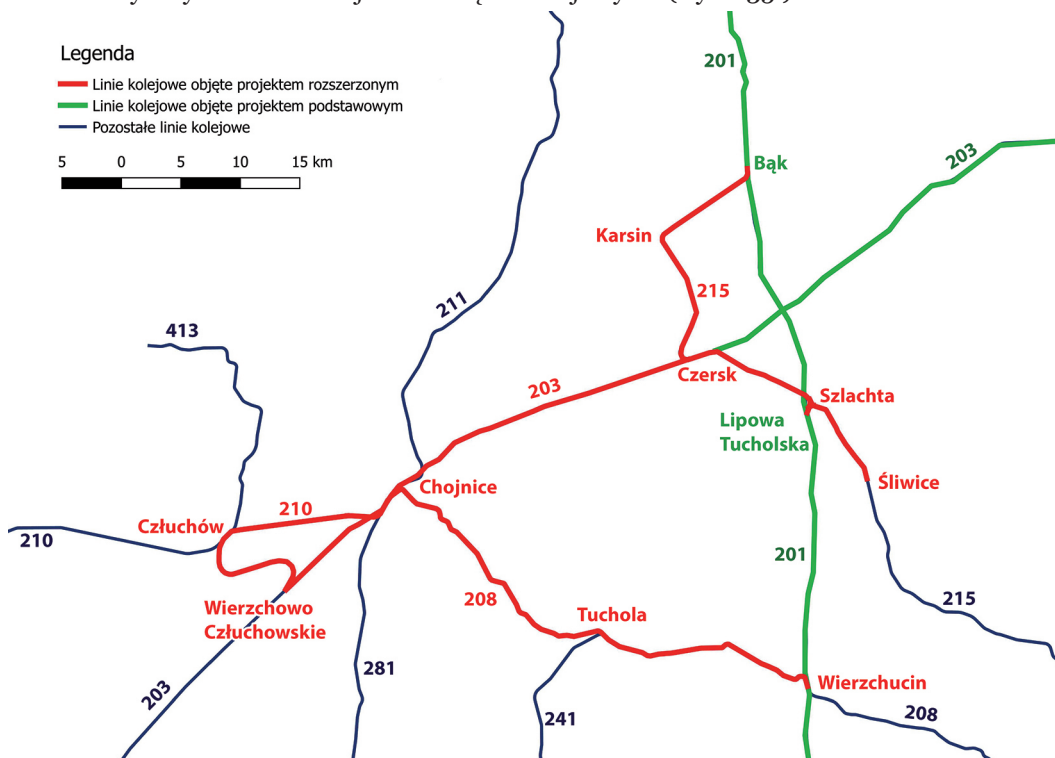 Legenda
Linie kolejowe objęte projektem rozszerzonym
Linie kolejowe objęte projektem podstawowym
Pozostałe linie kolejowe
5 0 5 10 15 km
201
Bąk
203
Karsin
215
211
413
203
Czersk
Szlachta
Lipowa
Tucholska
Chojnice
Śliwice
210
Człuchów
210
201
208
Wierzchowo
Człuchowskie
Tuchola
215
281
203
Wierzchucin
241
208